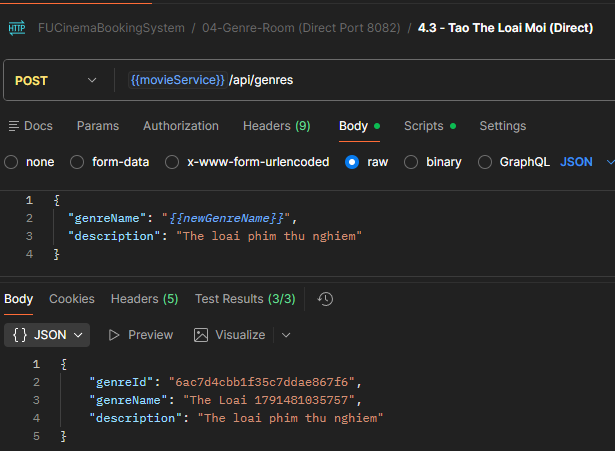 HTTP FUCinemaBookingSystem / 04-Genre-Room (Direct Port 8082) / 4.3 - Tao The Loai Moi (Direct)
POST {{movieService}}/api/genres
Docs Params Authorization Headers (9) Body Scripts Settings
none form-data x-www-form-urlencoded raw binary GraphQL JSON
1 {
2 "genreName": "{{newGenreName}}",
3 "description": "The loai phim thu nghiem"
4 }
Body Cookies Headers (5) Test Results (3/3)
{} JSON Preview Visualize
1 {
2 "genreId": "6ac7d4cbb1f35c7ddae867f6",
3 "genreName": "The Loai 1791481035757",
4 "description": "The loai phim thu nghiem"
5 }